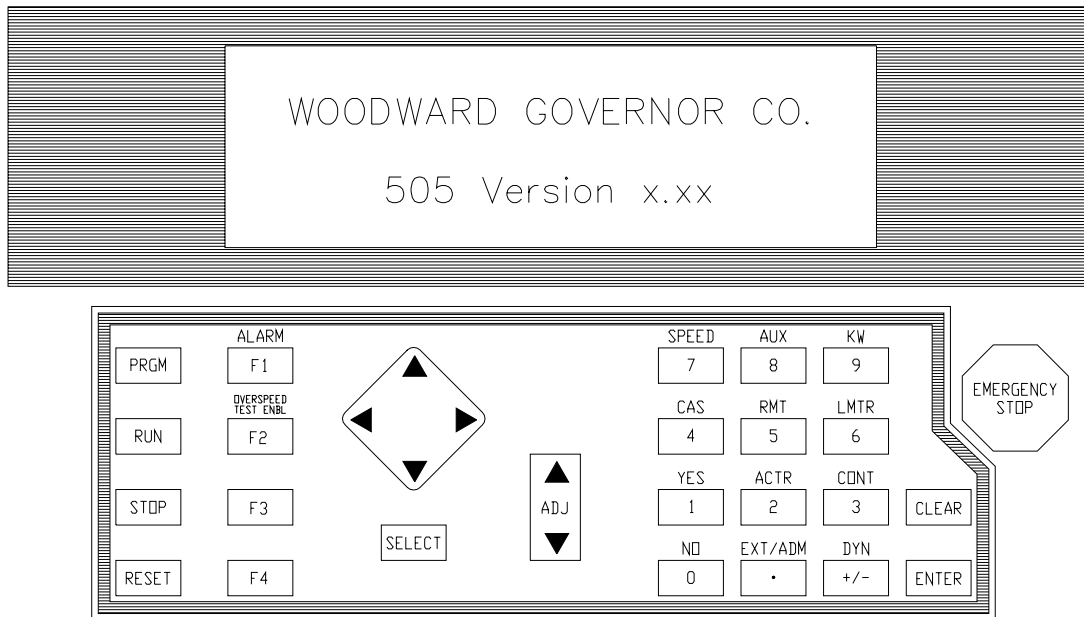 WOODWARD GOVERNOR CO.
505 Version x.xx
ALARM
SPEED AUX KW
PRGM F1 7 8 9
EMERGENCY
STOP
OVERSPEED
TEST ENBL
CAS RMT LMTR
RUN F2 4 5 6
YES ACTR CONT
STOP F3 ADJ 1 2 3 CLEAR
SELECT
NO EXT/ADM DYN
RESET F4 0 . +/- ENTER